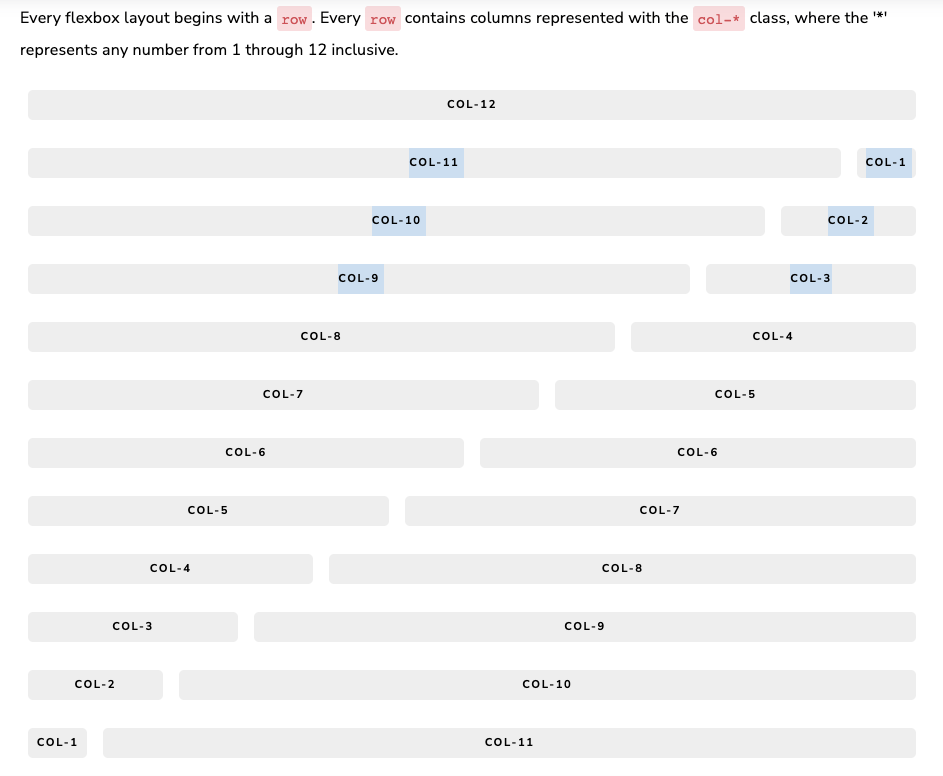 Every flexbox layout begins with a row. Every row contains columns represented with the col-* class, where the '*'
represents any number from 1 through 12 inclusive.
COL-12
COL-11 COL-1
COL-10 COL-2
COL-9 COL-3
COL-8 COL-4
COL-7 COL-5
COL-6 COL-6
COL-5 COL-7
COL-4 COL-8
COL-3 COL-9
COL-2 COL-10
COL-1 COL-11